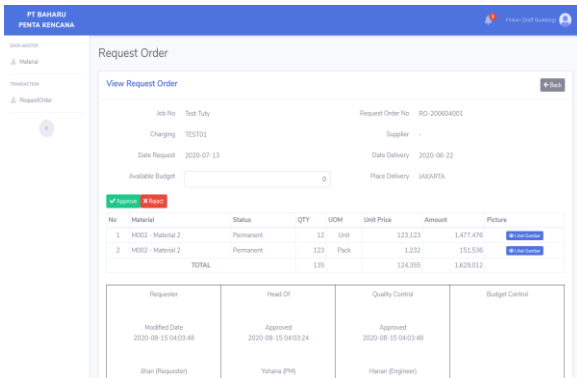 PT BAHARU
PENTA KENCANA
DATA MASTER
Material
TRANSACTION
RequestOrder
Request Order
View Request Order
Back
Job No Test Tuty
Request Order No RO-200804001
Charging TEST01
Supplier -
Date Request 2020-07-13
Date Delivery 2020-06-22
Available Budget 0
Place Delivery JAKARTA
Approve Reject
No Material Status QTY UOM Unit Price Amount Picture
1 M002 - Material 2 Permanent 12 Unit 123,123 1,477,476 Lihat Gambar
2 M002 - Material 2 Permanent 123 Pack 1,232 151,536 Lihat Gambar
TOTAL 135 124,355 1,629,012
Requester Head Of Quality Control Budget Control
Modified Date Approved Approved
2020-08-15 04:03:48 2020-08-15 04:03:24 2020-08-15 04:03:48
Jihan (Requester) Yohana (PM) Hanan (Engineer)